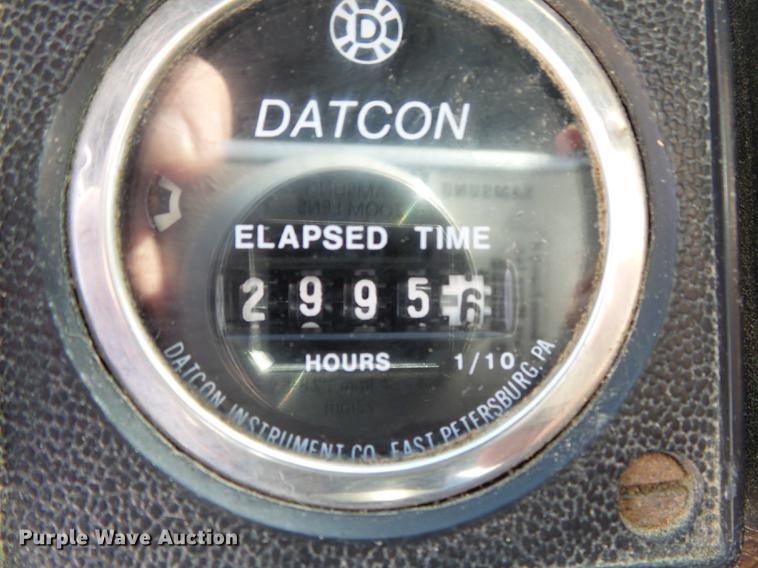 D
DATCON
ELAPSED TIME
2 9 9 5 6
HOURS 1/10
DATCON INSTRUMENT CO. EAST PETERSBURG, PA
Purple Wave Auction